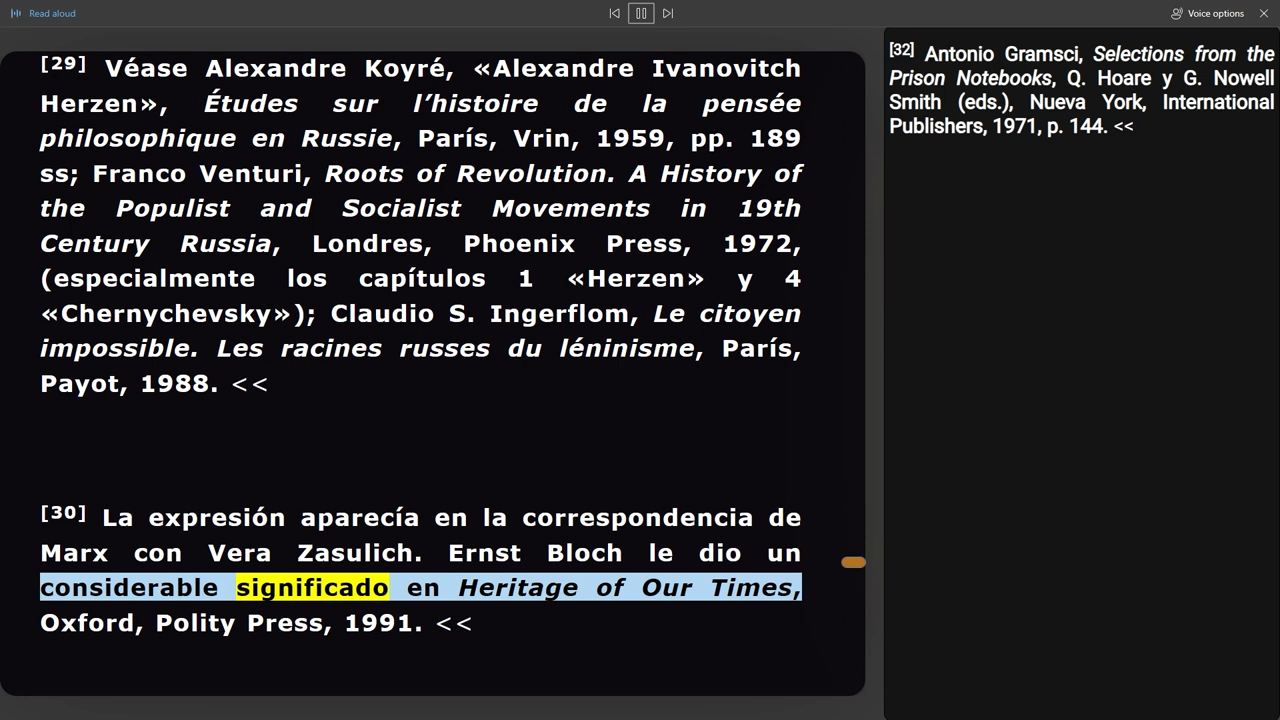 Read aloud
Voice options
[29] Véase Alexandre Koyré, «Alexandre Ivanovitch
Herzen», Études sur l’histoire de la pensée
philosophique en Russie, París, Vrin, 1959, pp. 189
ss; Franco Venturi, Roots of Revolution. A History of
the Populist and Socialist Movements in 19th
Century Russia, Londres, Phoenix Press, 1972,
(especialmente los capítulos 1 «Herzen» y 4
«Chernychevsky»); Claudio S. Ingerflom, Le citoyen
impossible. Les racines russes du léninisme, París,
Payot, 1988. <<
[30] La expresión aparecía en la correspondencia de
Marx con Vera Zasulich. Ernst Bloch le dio un
considerable significado en Heritage of Our Times,
Oxford, Polity Press, 1991. <<
[32] Antonio Gramsci, Selections from the
Prison Notebooks, Q. Hoare y G. Nowell
Smith (eds.), Nueva York, International
Publishers, 1971, p. 144. <<